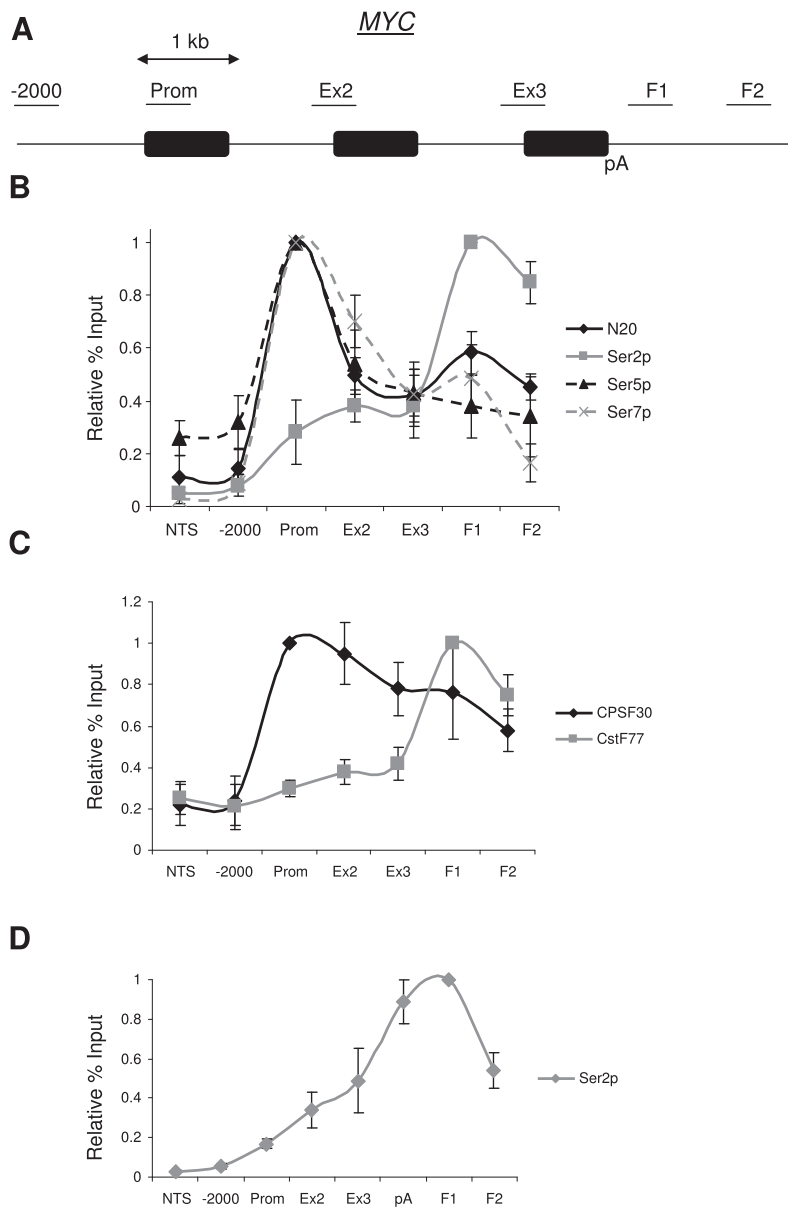 A
MYC
1 kb
-2000 Prom Ex2 Ex3 F1 F2
pA
B
1
0.8
0.6
0.4
0.2
0
Relative % Input
NTS -2000 Prom Ex2 Ex3 F1 F2
N20
Ser2p
Ser5p
Ser7p
C
1.2
1
0.8
0.6
0.4
0.2
0
Relative % Input
NTS -2000 Prom Ex2 Ex3 F1 F2
CPSF30
CstF77
D
1
0.8
0.6
0.4
0.2
0
Relative % Input
NTS -2000 Prom Ex2 Ex3 pA F1 F2
Ser2p